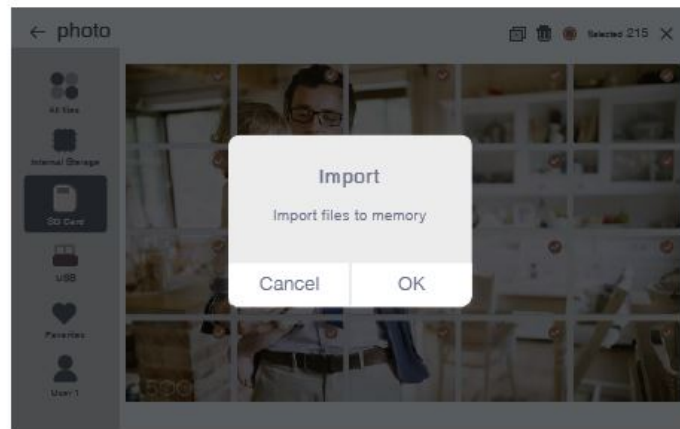 ← photo
Selected 215 ×
All files
Internal Storage
SD Card
USB
Favorites
User 1
Import
Import files to memory
Cancel
OK